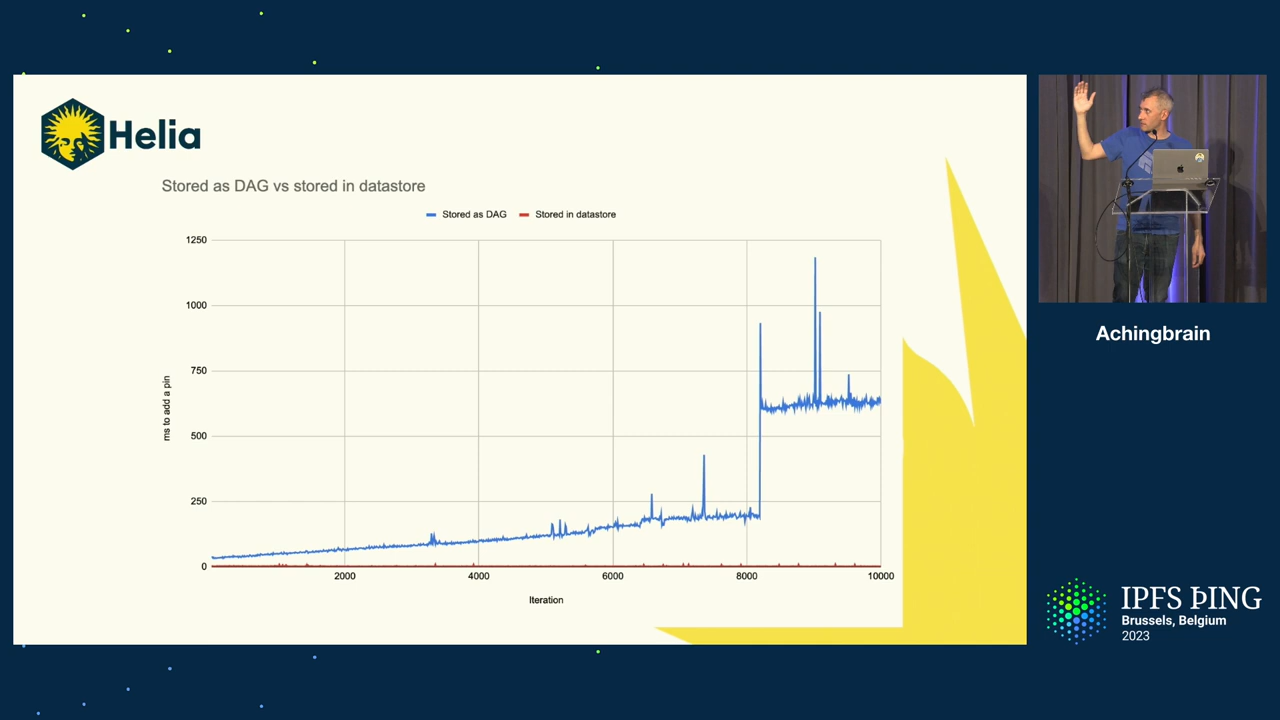 Helia
Stored as DAG vs stored in datastore
Stored as DAG
Stored in datastore
1250
1000
750
500
250
0
ms to add a pin
2000
4000
6000
8000
10000
Iteration
Achingbrain
IPFS ÞING
Brussels, Belgium
2023